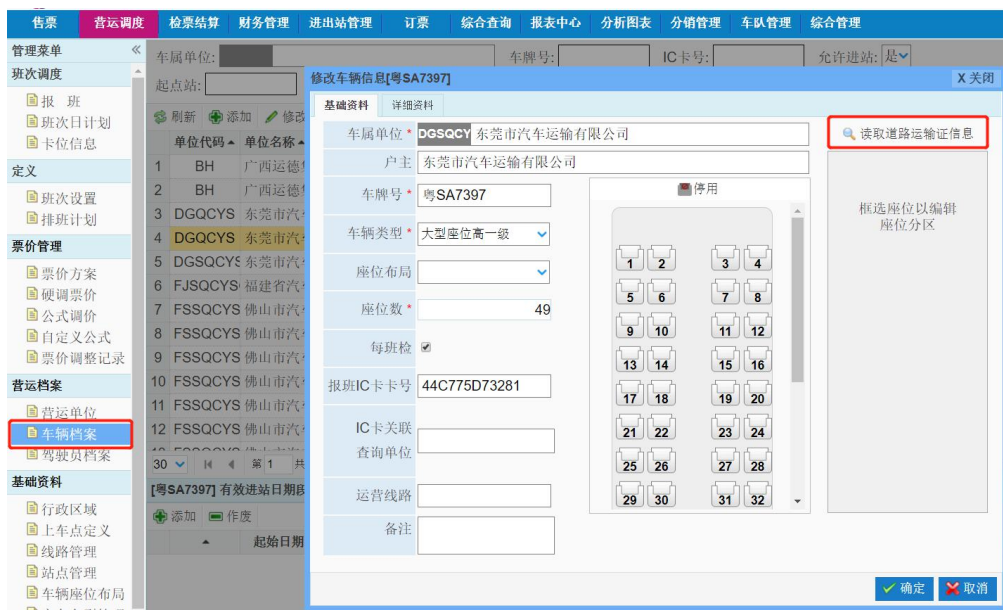 售票 营运调度 检票结算 财务管理 进出站管理 订票 综合查询 报表中心 分析图表 分销管理 车队管理 综合管理
管理菜单
班次调度
报 班
班次日计划
卡位信息
定义
班次设置
排班计划
票价管理
票价方案
硬调票价
公式调价
自定义公式
票价调整记录
营运档案
营运单位
车辆档案
驾驶员档案
基础资料
行政区域
上车点定义
线路管理
站点管理
车辆座位布局
车属单位: 车牌号: IC卡号: 允许进站: 是
起点站:
刷新 添加 修改
单位代码 单位名称
1 BH 广西运德
2 BH 广西运德
3 DGQCYS 东莞市汽
4 DGQCYS 东莞市汽
5 DGSQCYS 东莞市汽
6 FJSQCYS 福建省汽
7 FSSQCYS 佛山市汽
8 FSSQCYS 佛山市汽
9 FSSQCYS 佛山市汽
10 FSSQCYS 佛山市汽
11 FSSQCYS 佛山市汽
12 FSSQCYS 佛山市汽
30 第 1 共
[粤SA7397] 有效进站日期段
添加 作废
起始日期
修改车辆信息[粤SA7397] X 关闭
基础资料 详细资料
车属单位 * DGSQCY 东莞市汽车运输有限公司
户主 东莞市汽车运输有限公司
车牌号 * 粤SA7397
车辆类型 * 大型座位高一级
座位布局
座位数 * 49
每班检
报班IC卡卡号 44C775D73281
IC卡关联
查询单位
运营线路
备注
停用
1 2 3 4
5 6 7 8
9 10 11 12
13 14 15 16
17 18 19 20
21 22 23 24
25 26 27 28
29 30 31 32
读取道路运输证信息
框选座位以编辑
座位分区
确定 取消